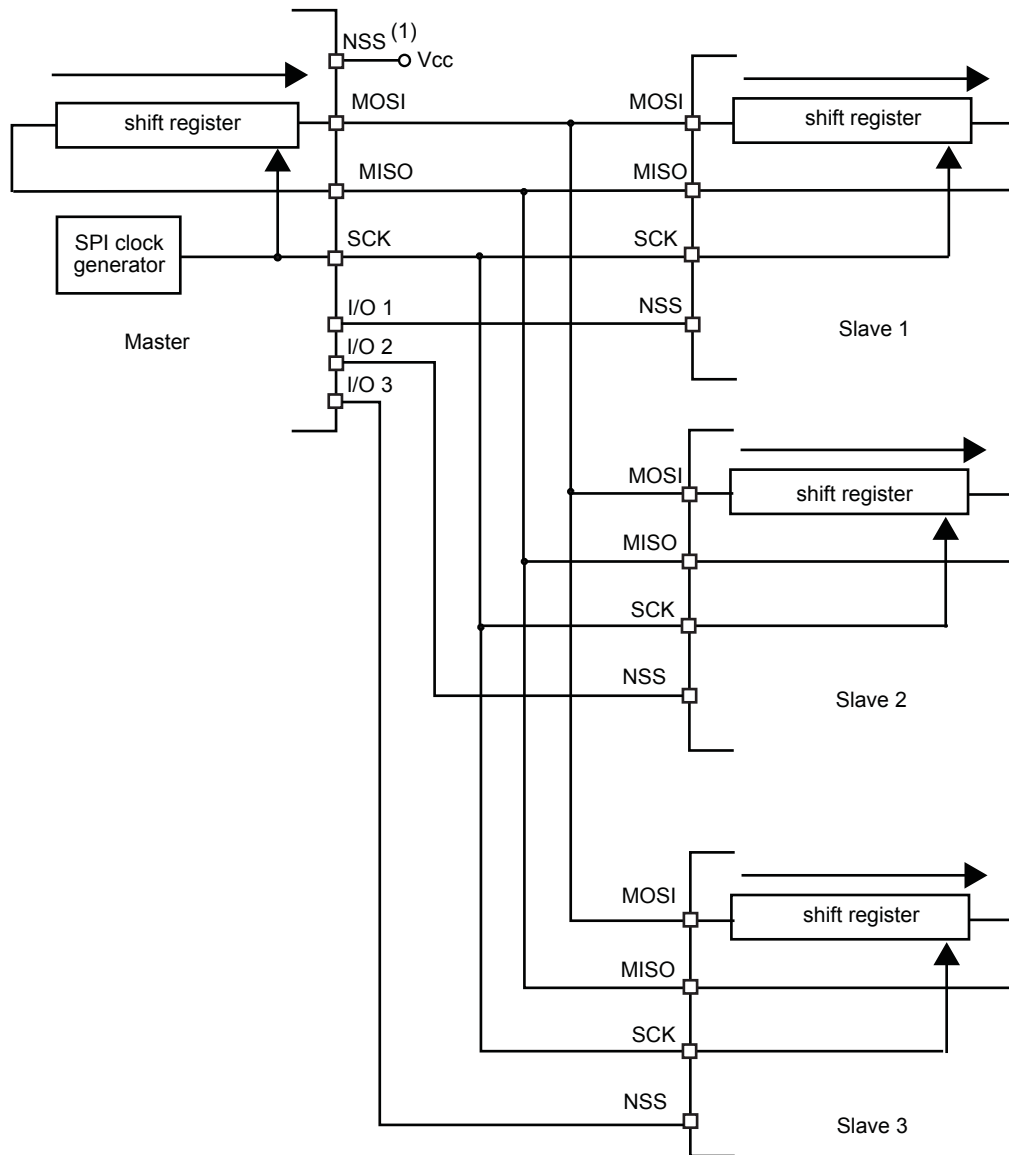 NSS (1)
Vcc
MOSI
shift register
MISO
SPI clock
generator
SCK
I/O 1
I/O 2
I/O 3
Master
MOSI
shift register
MISO
SCK
NSS
Slave 1
MOSI
shift register
MISO
SCK
NSS
Slave 2
MOSI
shift register
MISO
SCK
NSS
Slave 3